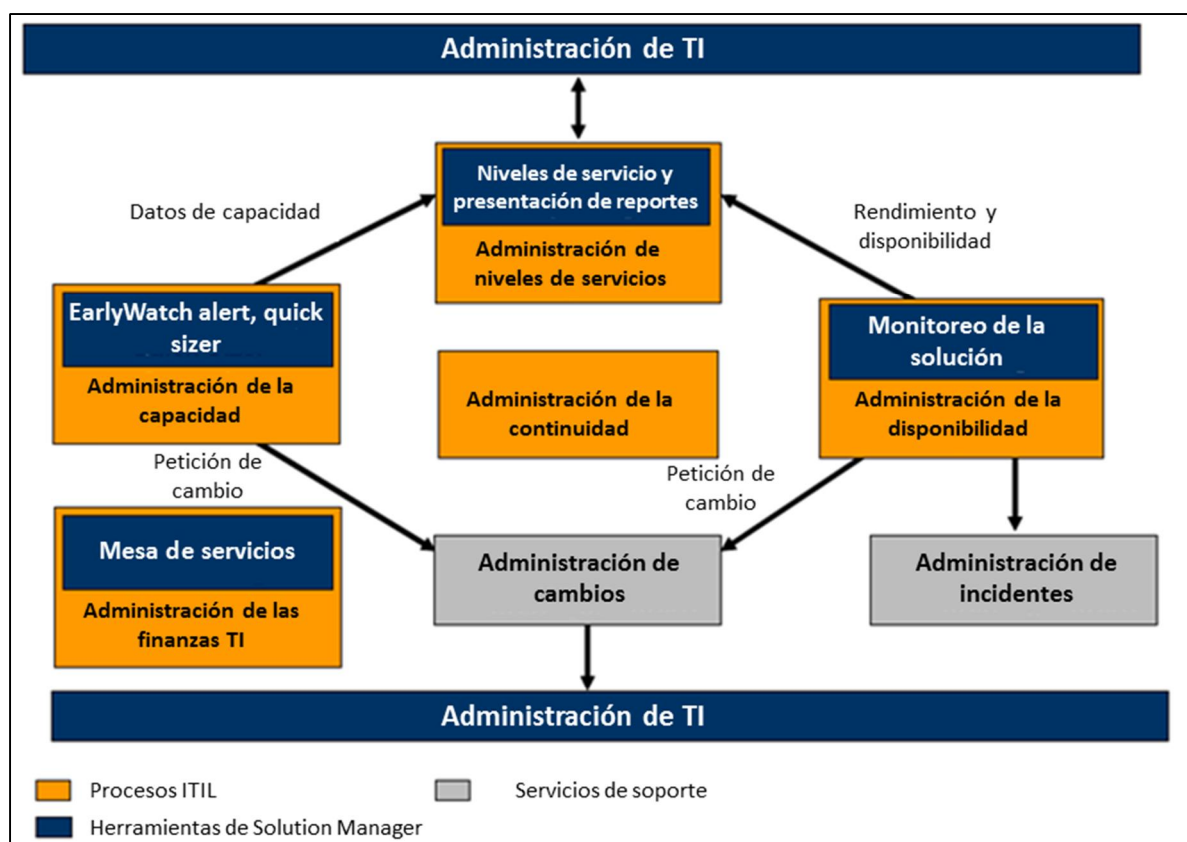 Administración de TI
Niveles de servicio y
presentación de reportes
Datos de capacidad
Rendimiento y
disponibilidad
Administración de
niveles de servicios
EarlyWatch alert, quick
sizer
Administración de la
capacidad
Administración de la
continuidad
Monitoreo de la
solución
Administración de la
disponibilidad
Petición de
cambio
Petición de
cambio
Mesa de servicios
Administración de las
finanzas TI
Administración de
cambios
Administración de
incidentes
Administración de TI
Procesos ITIL
Servicios de soporte
Herramientas de Solution Manager